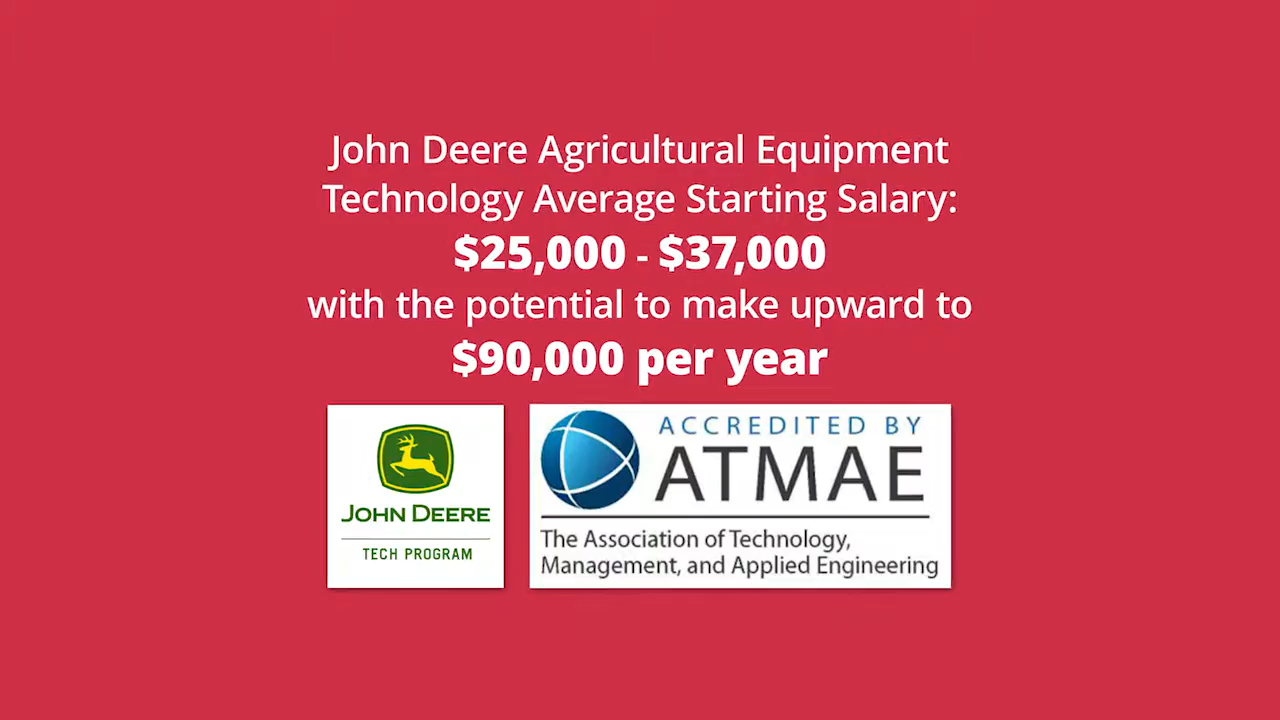 John Deere Agricultural Equipment
Technology Average Starting Salary:
$25,000 - $37,000
with the potential to make upward to
$90,000 per year
JOHN DEERE
TECH PROGRAM
ACCREDITED BY
ATMAE
The Association of Technology,
Management, and Applied Engineering